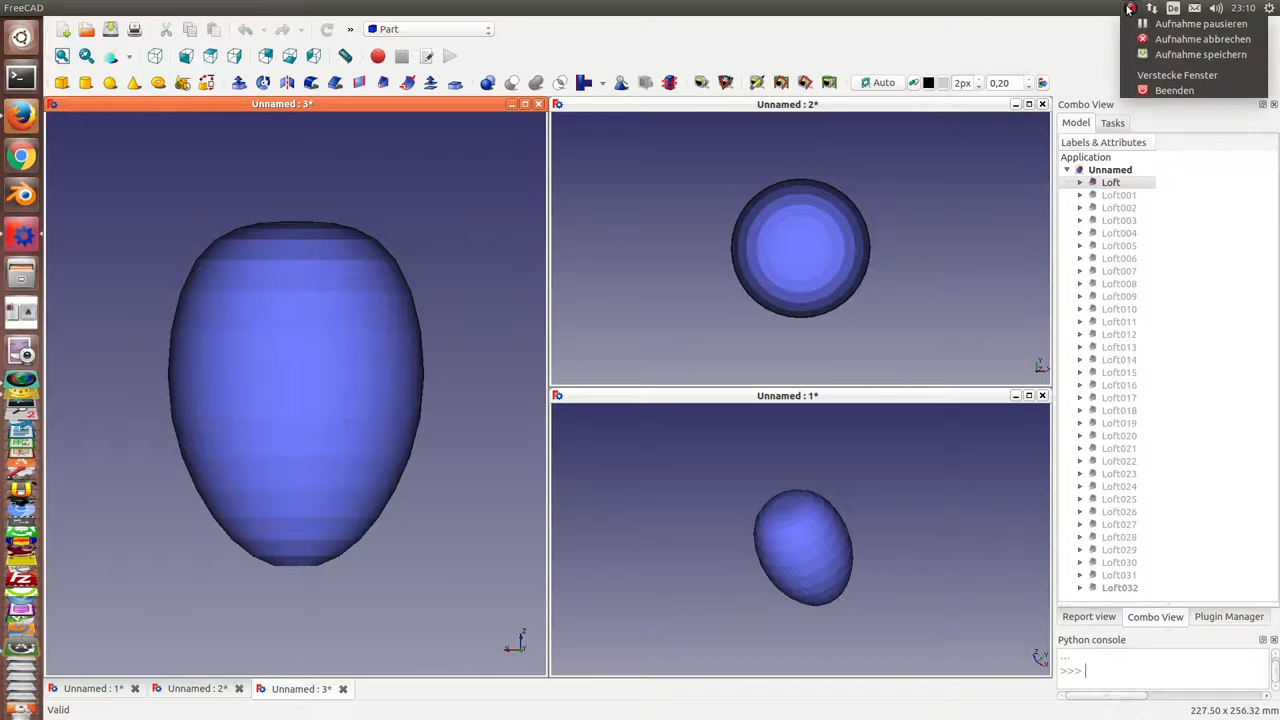 FreeCAD
De
23:10
Aufnahme pausieren
Aufnahme abbrechen
Aufnahme speichern
Verstecke Fenster
Beenden
Part
Auto
2px
0,20
Unnamed : 3*
Unnamed : 2*
Unnamed : 1*
Combo View
Model
Tasks
Labels & Attributes
Application
Unnamed
Loft
Loft001
Loft002
Loft003
Loft004
Loft005
Loft006
Loft007
Loft008
Loft009
Loft010
Loft011
Loft012
Loft013
Loft014
Loft015
Loft016
Loft017
Loft018
Loft019
Loft020
Loft021
Loft022
Loft023
Loft024
Loft025
Loft026
Loft027
Loft028
Loft029
Loft030
Loft031
Loft032
Report view
Combo View
Plugin Manager
Python console
...
>>>
Unnamed : 1*
Unnamed : 2*
Unnamed : 3*
Valid
227.50 x 256.32 mm